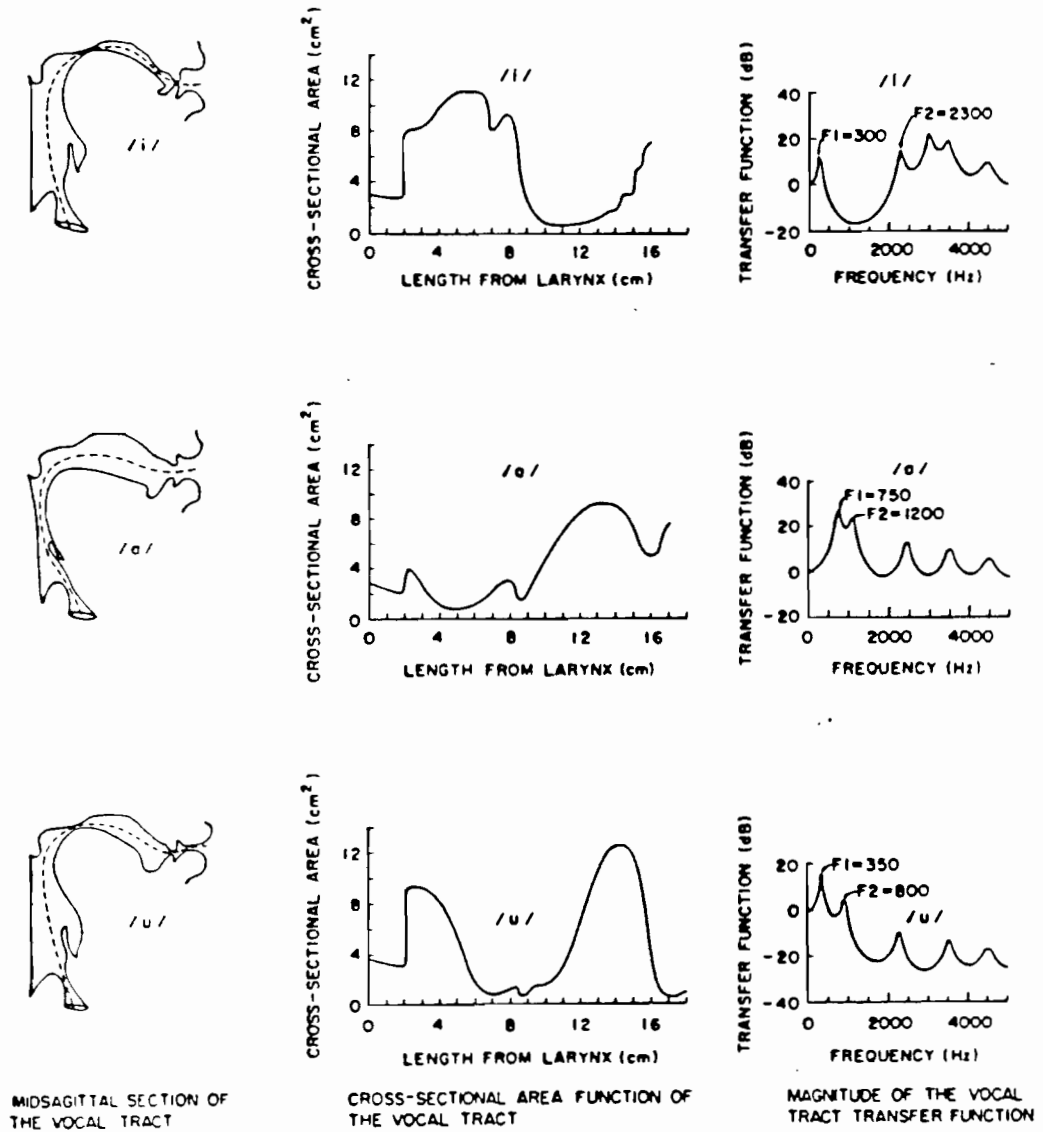 /i/
CROSS-SECTIONAL AREA (cm²)
12
8
4
0
/i/
0 4 8 12 16
LENGTH FROM LARYNX (cm)
TRANSFER FUNCTION (dB)
40
20
0
-20
/i/
F1=300
F2=2300
2000 4000
FREQUENCY (Hz)
/a/
CROSS-SECTIONAL AREA (cm²)
12
8
4
0
/a/
0 4 8 12 16
LENGTH FROM LARYNX (cm)
TRANSFER FUNCTION (dB)
40
20
0
-20
/a/
F1=750
F2=1200
0 2000 4000
FREQUENCY (Hz)
/u/
CROSS-SECTIONAL AREA (cm²)
12
8
4
0
/u/
0 4 8 12 16
LENGTH FROM LARYNX (cm)
TRANSFER FUNCTION (dB)
20
0
-20
-40
F1=350
F2=800
/u/
0 2000 4000
FREQUENCY (Hz)
MIDSAGITTAL SECTION OF
THE VOCAL TRACT
CROSS-SECTIONAL AREA FUNCTION OF
THE VOCAL TRACT
MAGNITUDE OF THE VOCAL
TRACT TRANSFER FUNCTION